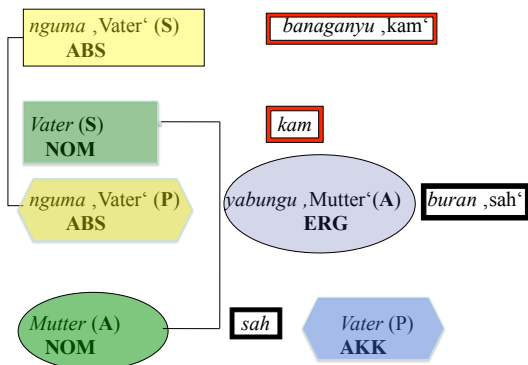 nguma ‚Vater‘ (S) banaganyu ‚kam‘
ABS
Vater (S) kam
NOM
nguma ‚Vater‘ (P) yabungu ‚Mutter‘(A) buran ‚sah‘
ABS ERG
Mutter (A) sah Vater (P)
NOM AKK